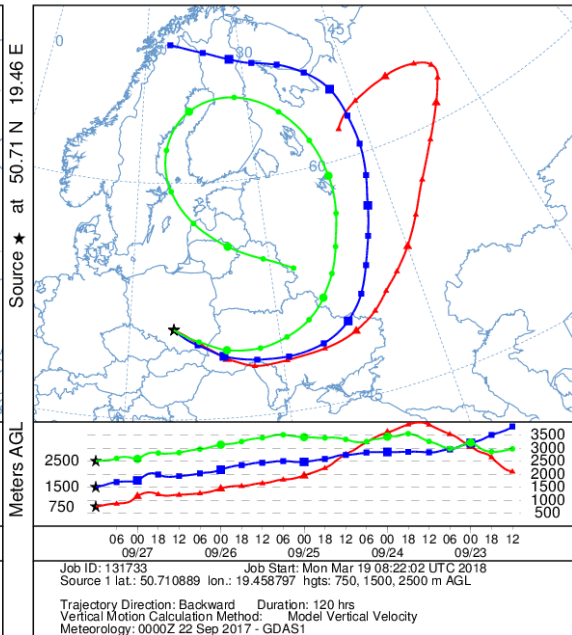 Source ★ at 50.71 N 19.46 E
0
30
45
60
Meters AGL
2500
1500
750
3500
3000
2500
2000
1500
1000
500
06 00 18 12 06 00 18 12 06 00 18 12 06 00 18 12 06 00 18 12
09/27 09/26 09/25 09/24 09/23
Job ID: 131733 Job Start: Mon Mar 19 08:22:02 UTC 2018
Source 1 lat.: 50.710889 lon.: 19.458797 hgts: 750, 1500, 2500 m AGL
Trajectory Direction: Backward Duration: 120 hrs
Vertical Motion Calculation Method: Model Vertical Velocity
Meteorology: 0000Z 22 Sep 2017 - GDAS1